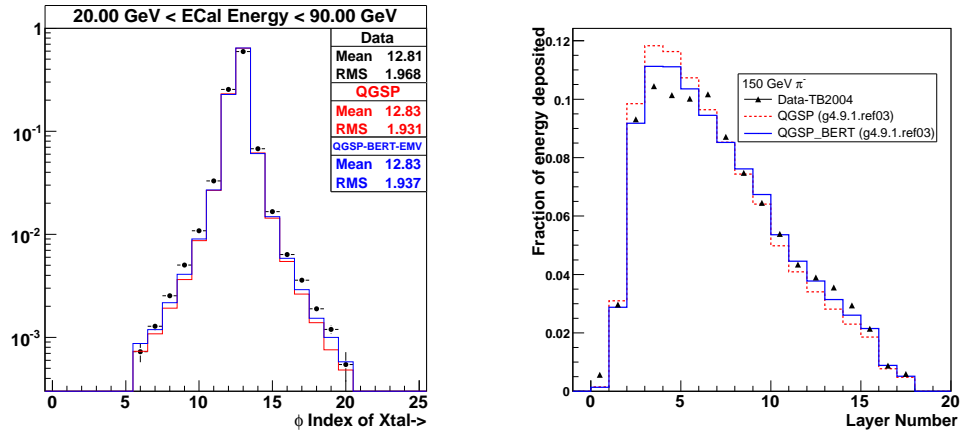 20.00 GeV < ECal Energy < 90.00 GeV
Data
Mean 12.81
RMS 1.968
QGSP
Mean 12.83
RMS 1.931
QGSP-BERT-EMV
Mean 12.83
RMS 1.937
1
10⁻¹
10⁻²
10⁻³
0 5 10 15 20 25
ϕ Index of Xtal->
Fraction of energy deposited
0.12
0.1
0.08
0.06
0.04
0.02
0
150 GeV π⁻
Data-TB2004
QGSP (g4.9.1.ref03)
QGSP_BERT (g4.9.1.ref03)
0 5 10 15 20
Layer Number